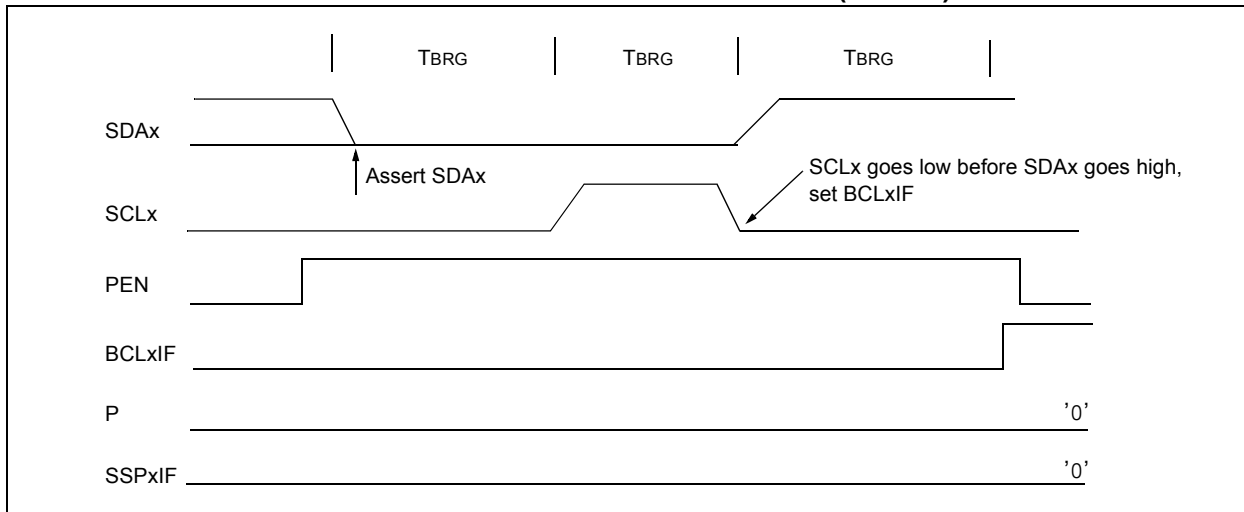 TBRG TBRG TBRG
SDAx
Assert SDAx
SCLx goes low before SDAx goes high,
set BCLxIF
SCLx
PEN
BCLxIF
P '0'
SSPxIF '0'